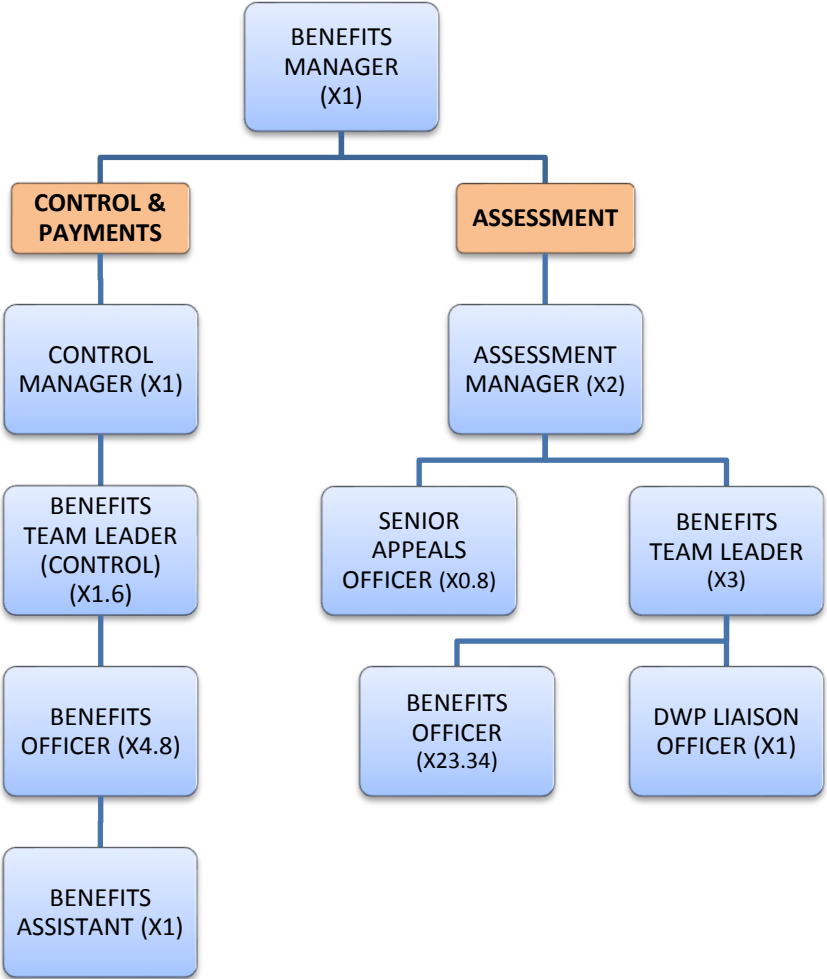 BENEFITS
MANAGER
(X1)
CONTROL &
PAYMENTS
ASSESSMENT
CONTROL
MANAGER (X1)
ASSESSMENT
MANAGER (X2)
BENEFITS
TEAM LEADER
(CONTROL)
(X1.6)
SENIOR
APPEALS
OFFICER (X0.8)
BENEFITS
TEAM LEADER
(X3)
BENEFITS
OFFICER (X4.8)
BENEFITS
OFFICER
(X23.34)
DWP LIAISON
OFFICER (X1)
BENEFITS
ASSISTANT (X1)